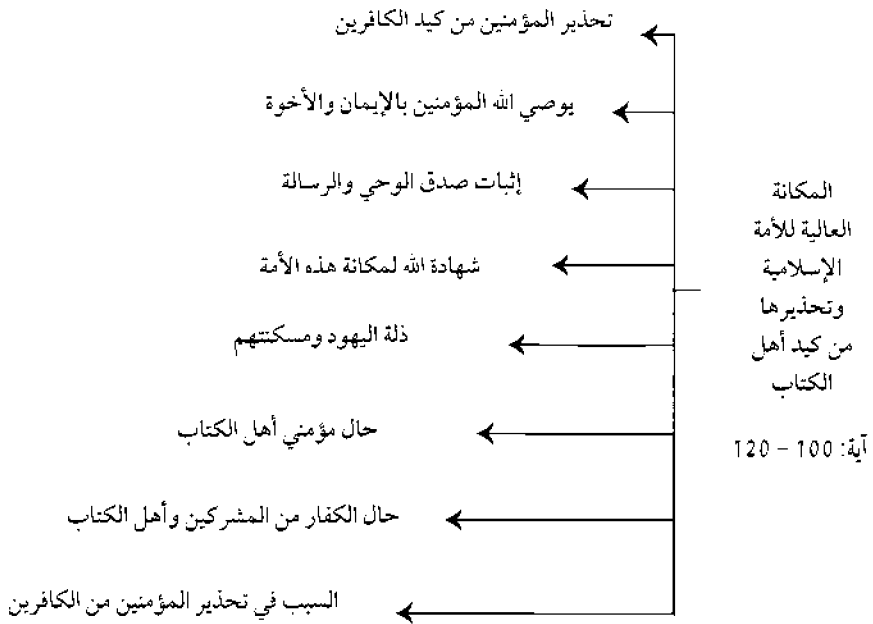 المكانة
العالية للأمة
الإسلامية
وتحذيرها
من كيد أهل
الكتاب
آية: 100 – 120
تحذير المؤمنين من كيد الكافرين
يوصي الله المؤمنين بالإيمان والأخوة
إثبات صدق الوحي والرسالة
شهادة الله لمكانة هذه الأمة
ذلة اليهود ومسكنتهم
حال مؤمني أهل الكتاب
حال الكفار من المشركين وأهل الكتاب
السبب في تحذير المؤمنين من الكافرين